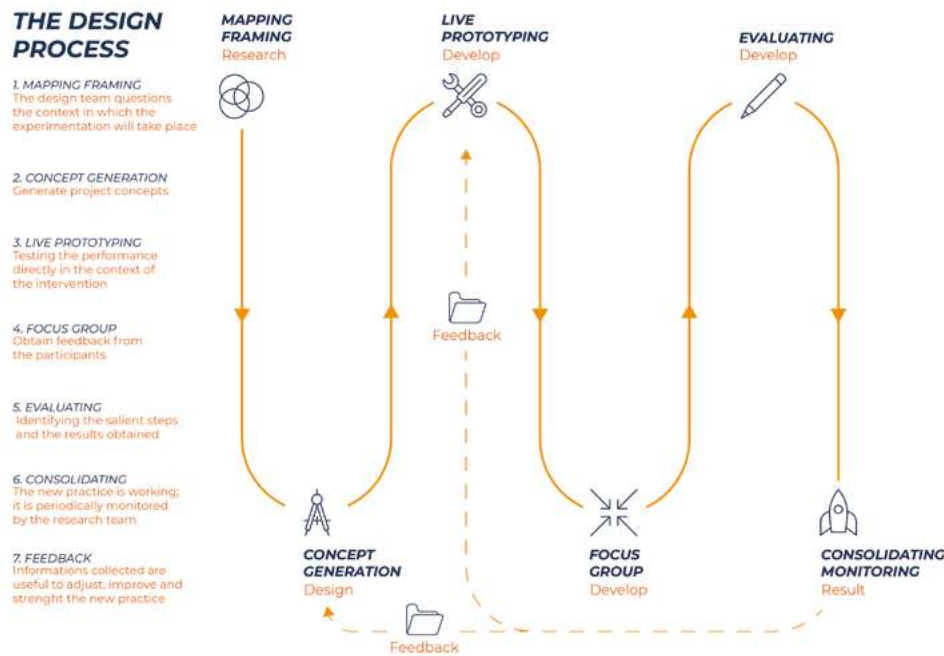 THE DESIGN
PROCESS
1. MAPPING FRAMING
The design team questions
the context in which the
experimentation will take place
2. CONCEPT GENERATION
Generate project concepts
3. LIVE PROTOTYPING
Testing the performance
directly in the context of
the intervention
4. FOCUS GROUP
Obtain feedback from
the participants
5. EVALUATING
Identifying the salient steps
and the results obtained
6. CONSOLIDATING
The new practice is working;
it is periodically monitored
by the research team
7. FEEDBACK
Informations collected are
useful to adjust, improve and
strenght the new practice
MAPPING
FRAMING
Research
LIVE
PROTOTYPING
Develop
EVALUATING
Develop
Feedback
CONCEPT
GENERATION
Design
FOCUS
GROUP
Develop
CONSOLIDATING
MONITORING
Result
Feedback